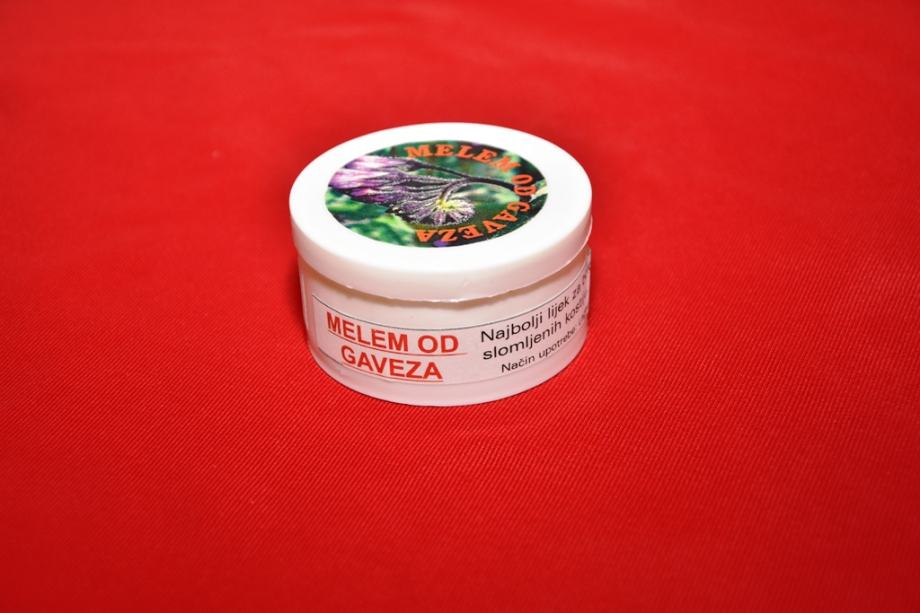 MELEM OD GAVEZA
MELEM OD
GAVEZA
Najbolji lijek za
slomljenih
Način upotrebe: